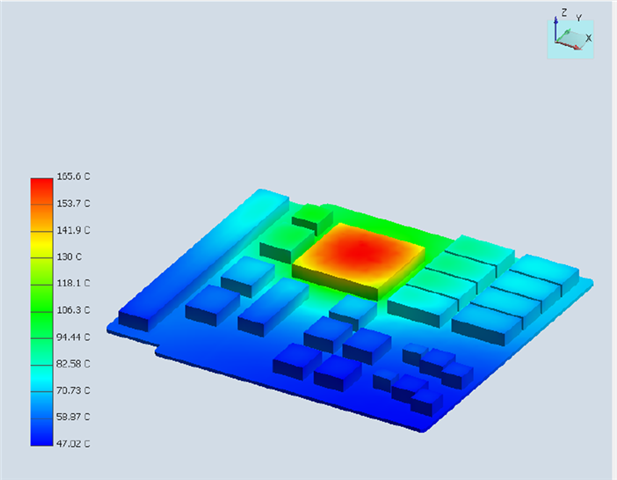 Z
Y
X
165.6 C
153.7 C
141.9 C
130 C
118.1 C
106.3 C
94.44 C
82.58 C
70.73 C
58.87 C
47.02 C